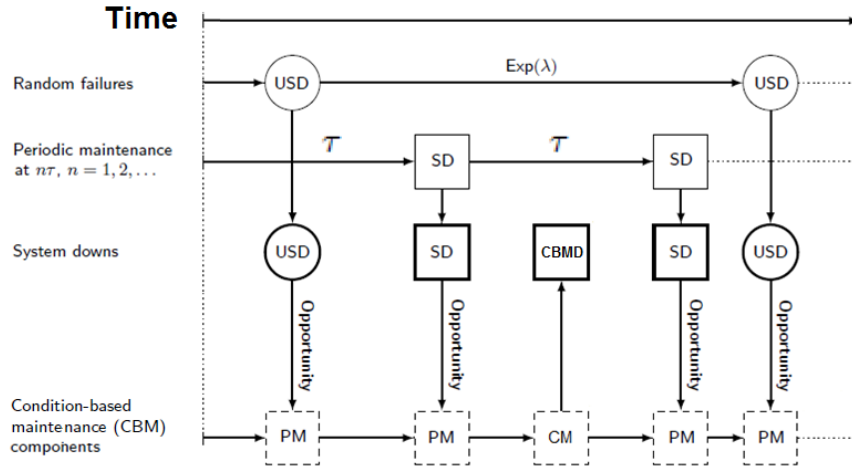 Time
Random failures
USD
Exp(λ)
USD
Periodic maintenance
at nτ, n = 1, 2, . . .
τ
SD
τ
SD
System downs
USD
SD
CBMD
SD
USD
Opportunity
Opportunity
Opportunity
Opportunity
Condition-based
maintenance (CBM)
components
PM
PM
CM
PM
PM